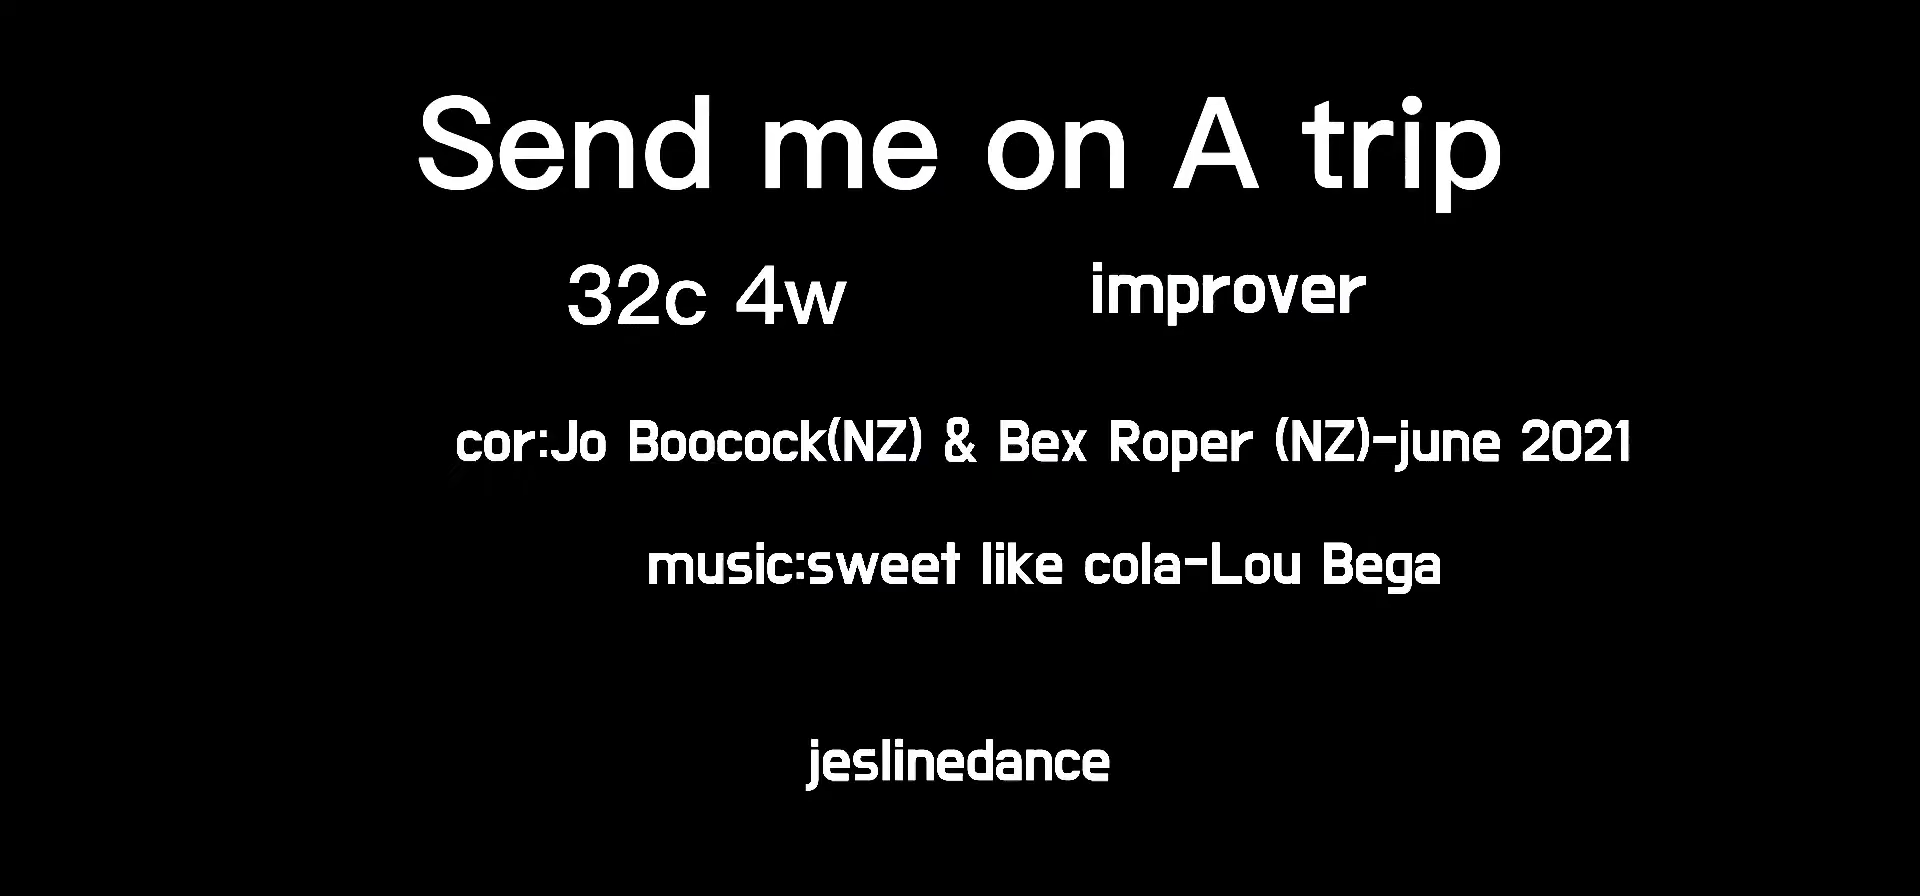 Send me on A trip
32c 4w improver
cor:Jo Boocock(NZ) & Bex Roper (NZ)-june 2021
music:sweet like cola-Lou Bega
jeslinedance